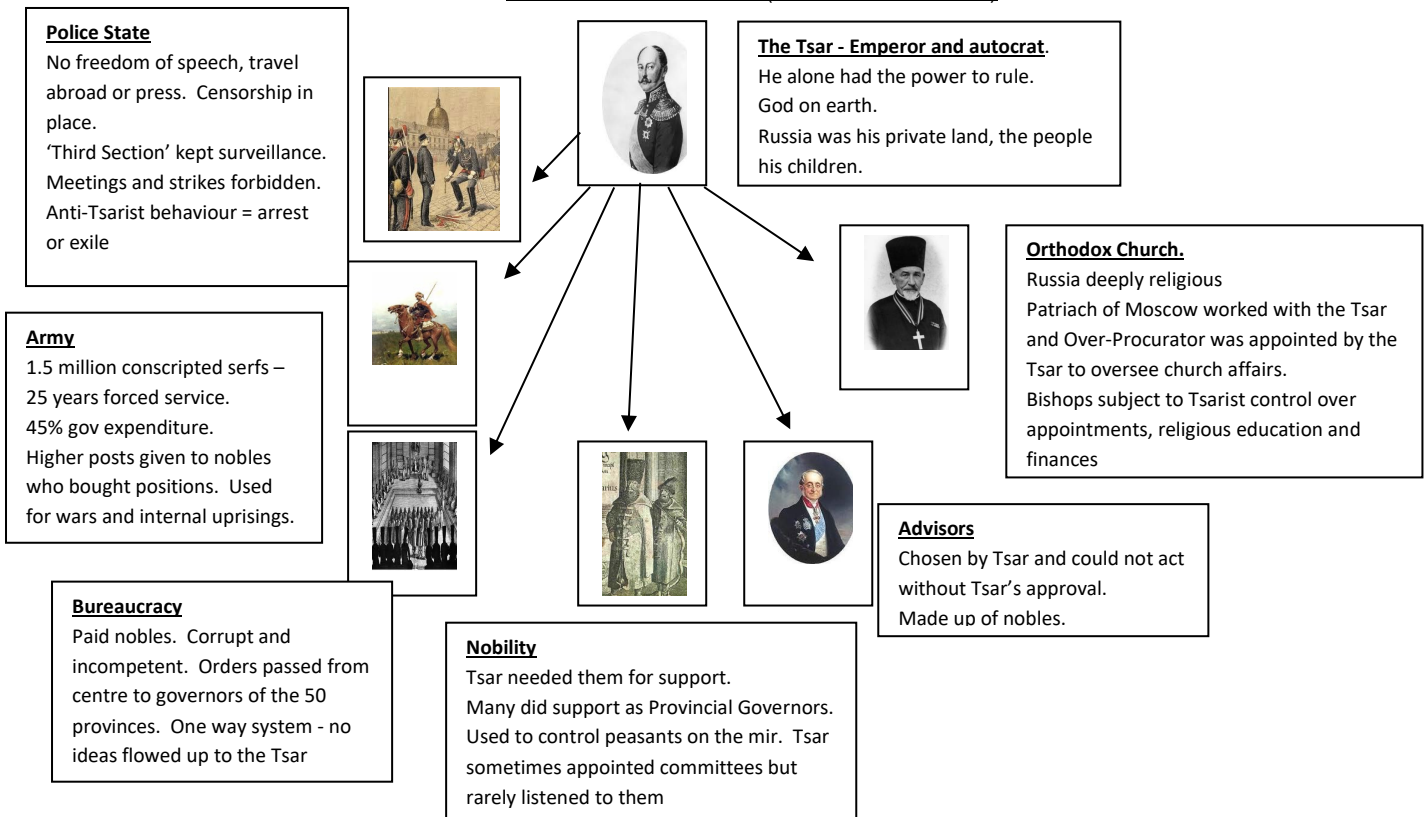 Police State
No freedom of speech, travel
abroad or press. Censorship in
place.
‘Third Section’ kept surveillance.
Meetings and strikes forbidden.
Anti-Tsarist behaviour = arrest
or exile
The Tsar - Emperor and autocrat.
He alone had the power to rule.
God on earth.
Russia was his private land, the people
his children.
Orthodox Church.
Russia deeply religious
Patriach of Moscow worked with the Tsar
and Over-Procurator was appointed by the
Tsar to oversee church affairs.
Bishops subject to Tsarist control over
appointments, religious education and
finances
Army
1.5 million conscripted serfs –
25 years forced service.
45% gov expenditure.
Higher posts given to nobles
who bought positions. Used
for wars and internal uprisings.
Advisors
Chosen by Tsar and could not act
without Tsar’s approval.
Made up of nobles.
Bureaucracy
Paid nobles. Corrupt and
incompetent. Orders passed from
centre to governors of the 50
provinces. One way system - no
ideas flowed up to the Tsar
Nobility
Tsar needed them for support.
Many did support as Provincial Governors.
Used to control peasants on the mir. Tsar
sometimes appointed committees but
rarely listened to them